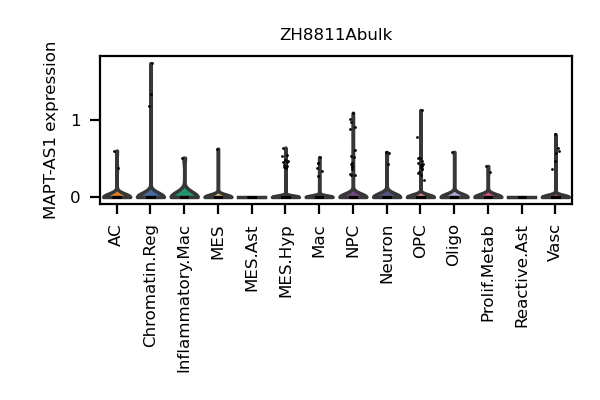 ZH8811Abulk
MAPT-AS1 expression
1
0
AC
Chromatin.Reg
Inflammatory.Mac
MES
MES.Ast
MES.Hyp
Mac
NPC
Neuron
OPC
Oligo
Prolif.Metab
Reactive.Ast
Vasc